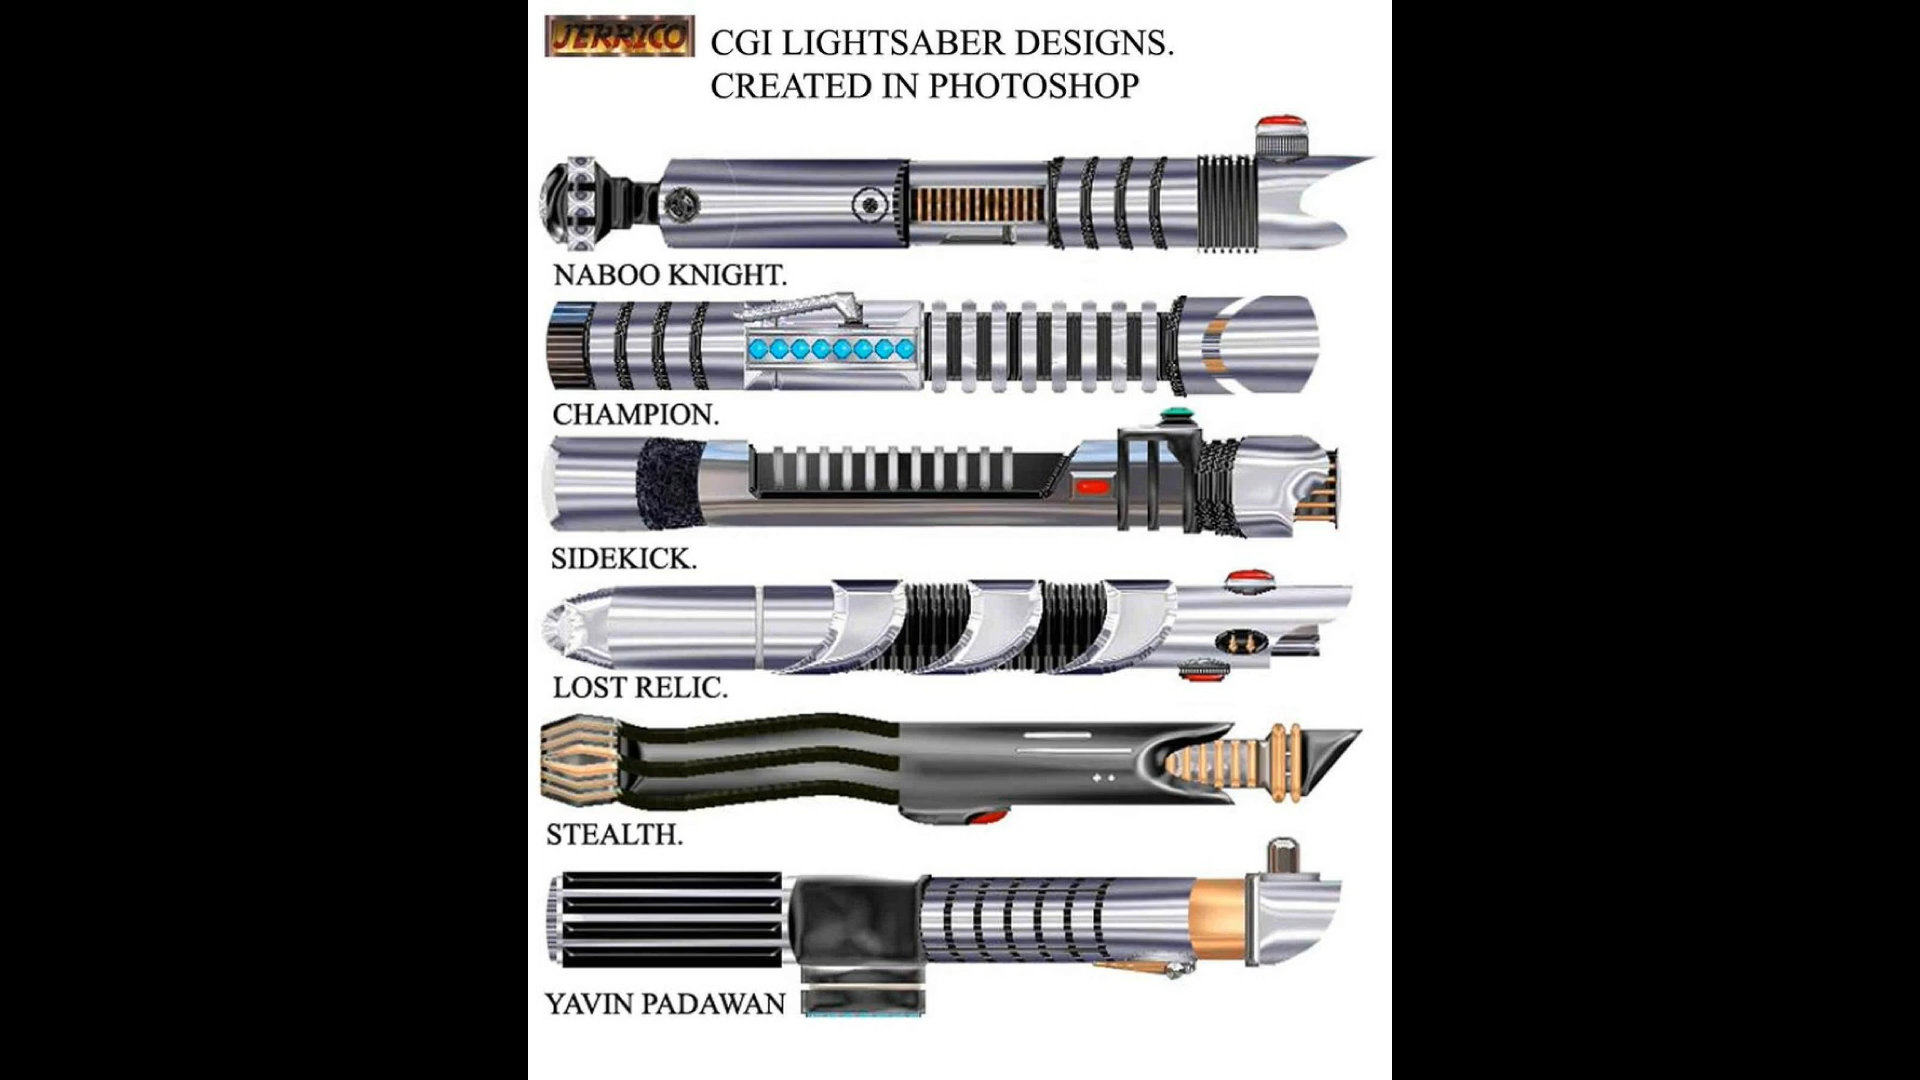 JERRICO
CGI LIGHTSABER DESIGNS.
CREATED IN PHOTOSHOP
NABOO KNIGHT.
CHAMPION.
SIDEKICK.
LOST RELIC.
STEALTH.
YAVIN PADAWAN